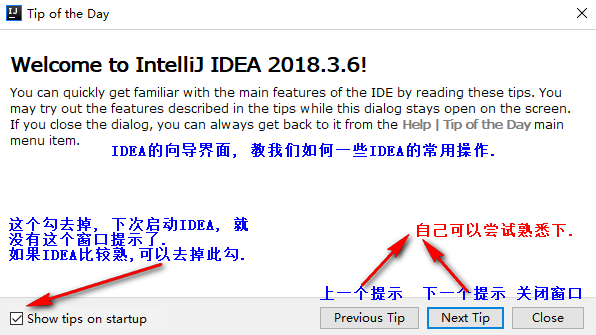 Tip of the Day
Welcome to IntelliJ IDEA 2018.3.6!
You can quickly get familiar with the main features of the IDE by reading these tips. You
may try out the features described in the tips while this dialog stays open on the screen.
If you close the dialog, you can always get back to it from the Help | Tip of the Day main
menu item.
IDEA的向导界面, 教我们如何一些IDEA的常用操作.
这个勾去掉, 下次启动IDEA, 就
没有这个窗口提示了.
如果IDEA比较熟,可以去掉此勾.
自己可以尝试熟悉下.
上一个提示 下一个提示 关闭窗口
Show tips on startup
Previous Tip
Next Tip
Close